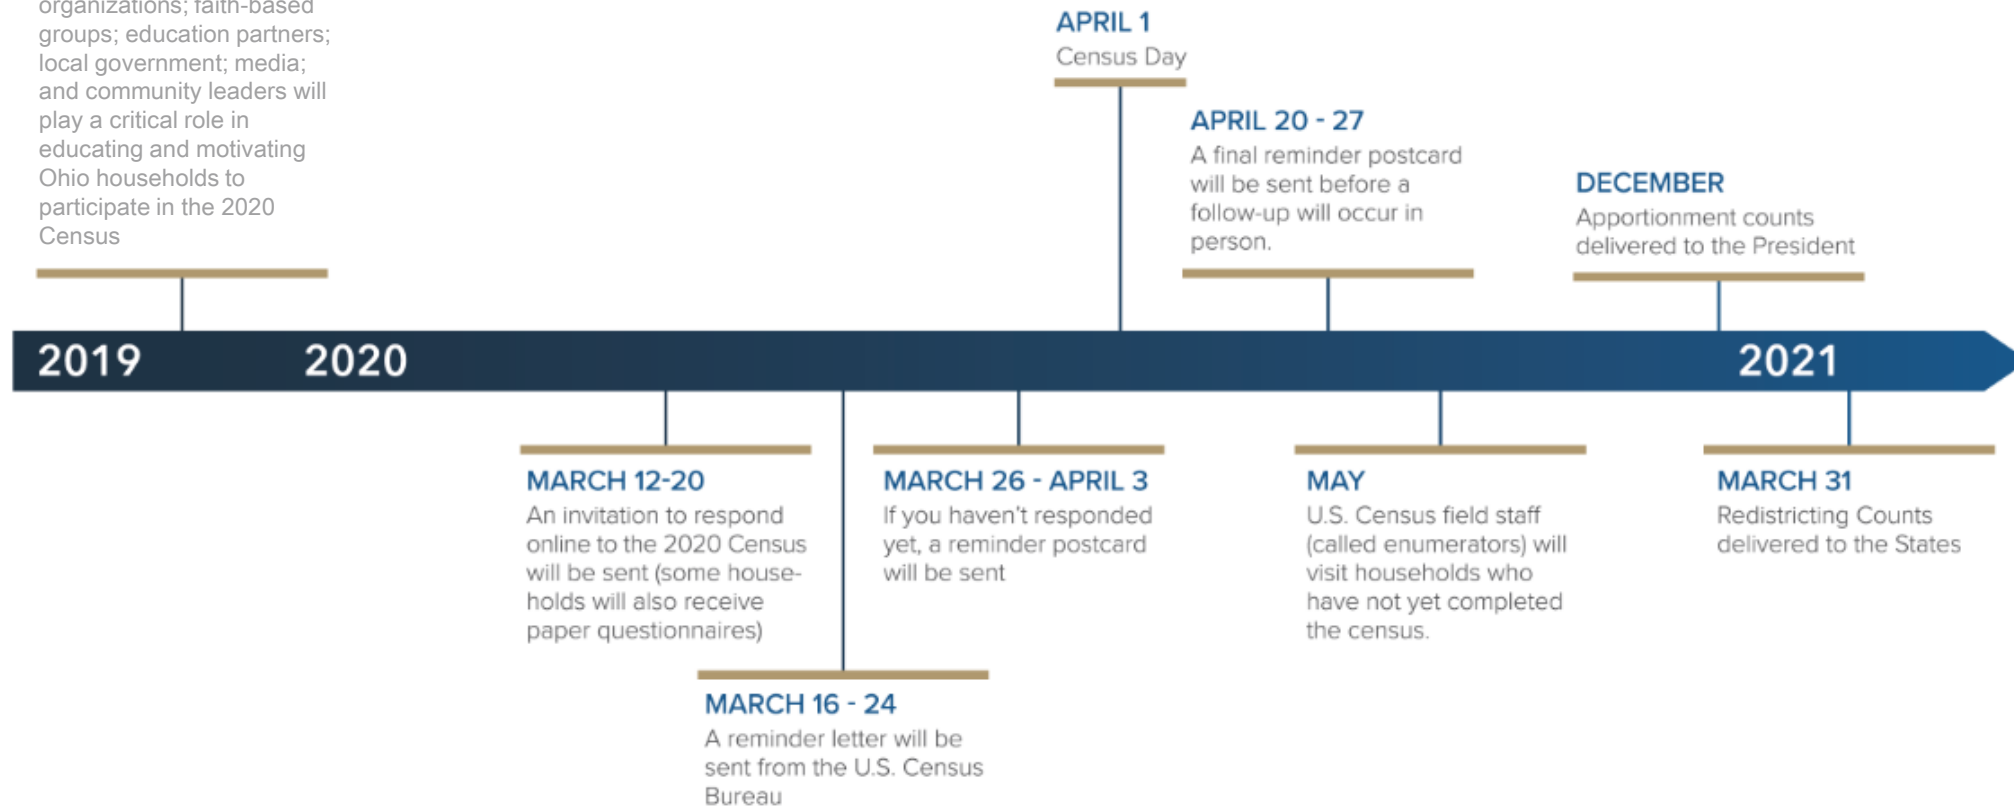 organizations; faith-based
groups; education partners;
local government; media;
and community leaders will
play a critical role in
educating and motivating
Ohio households to
participate in the 2020
Census
APRIL 1
Census Day
APRIL 20 - 27
A final reminder postcard
will be sent before a
follow-up will occur in
person.
DECEMBER
Apportionment counts
delivered to the President
2019
2020
2021
MARCH 12-20
An invitation to respond
online to the 2020 Census
will be sent (some house-
holds will also receive
paper questionnaires)
MARCH 16 - 24
A reminder letter will be
sent from the U.S. Census
Bureau
MARCH 26 - APRIL 3
If you haven't responded
yet, a reminder postcard
will be sent
MAY
U.S. Census field staff
(called enumerators) will
visit households who
have not yet completed
the census.
MARCH 31
Redistricting Counts
delivered to the States